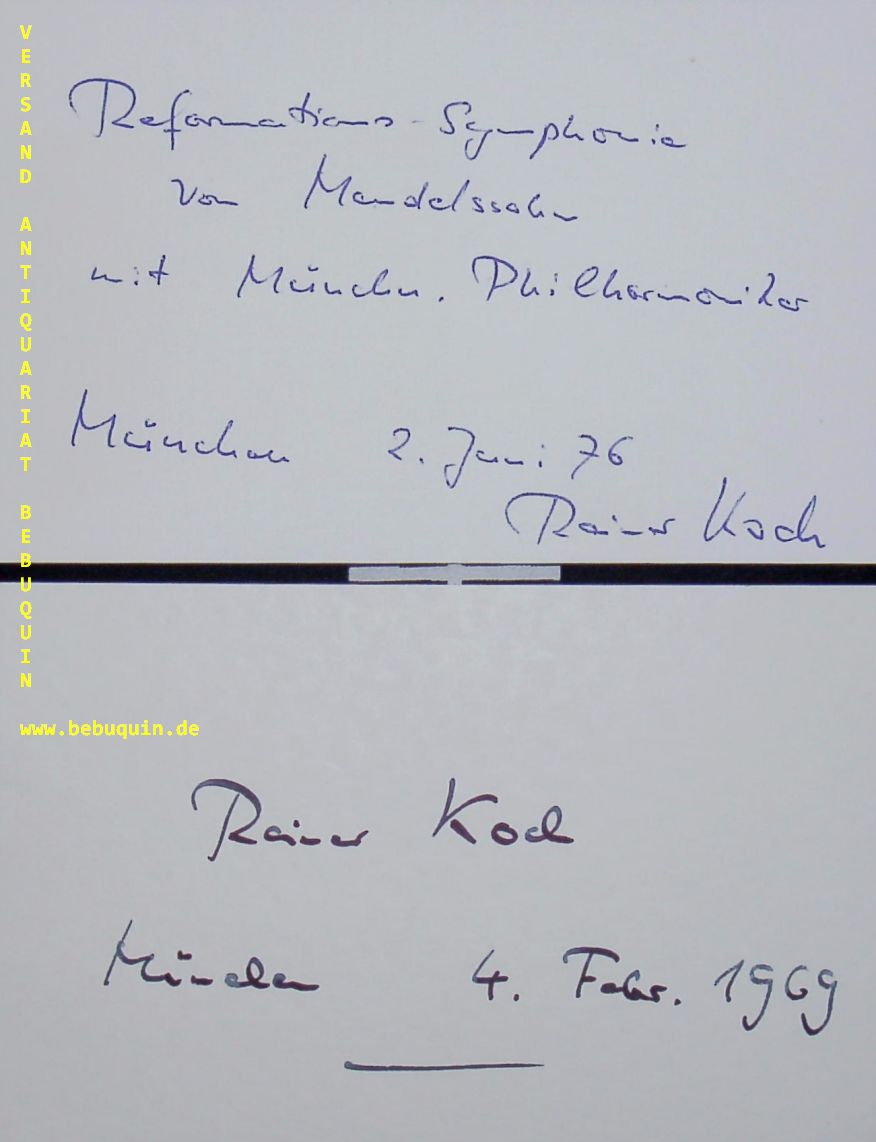 VERSAND ANTIQUARIAT BEBUQUIN
www.bebuquin.de
Reformations-Symphonie
von Mendelssohn
mit Münchn. Philharmoniker
München 2. Juni 76
Rainer Koch
Rainer Koch
München 4. Febr. 1969